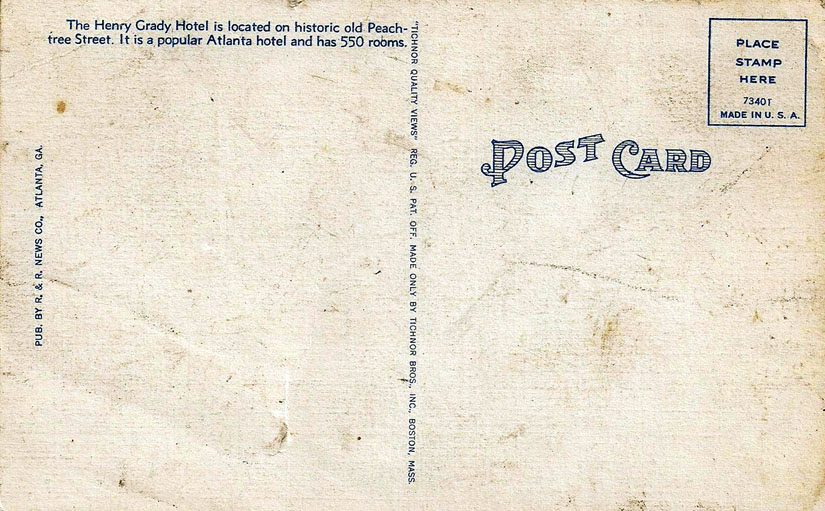 The Henry Grady Hotel is located on historic old Peach-
tree Street. It is a popular Atlanta hotel and has 550 rooms.
PUB. BY R. & R. NEWS CO., ATLANTA, GA.
"TICHNOR QUALITY VIEWS" REG. U. S. PAT. OFF. MADE ONLY BY TICHNOR BROS., INC., BOSTON, MASS.
POST CARD
PLACE
STAMP
HERE
73401
MADE IN U. S. A.